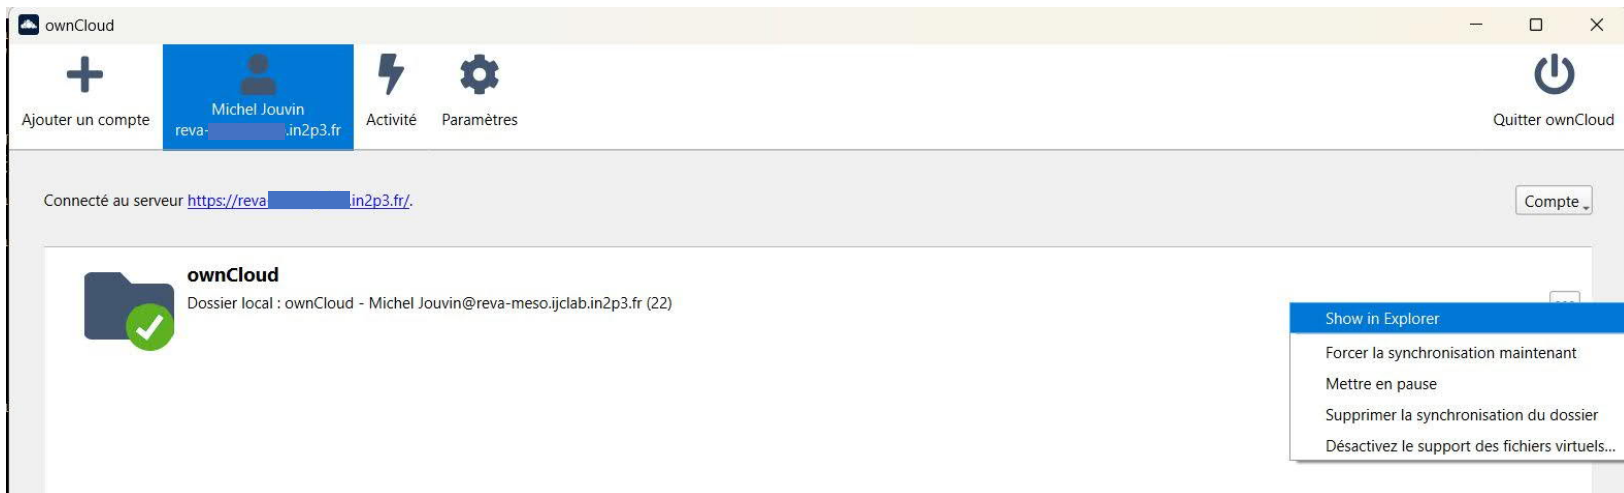 ownCloud
Ajouter un compte
Michel Jouvin
reva- .in2p3.fr
Activité
Paramètres
Quitter ownCloud
Connecté au serveur https://reva .in2p3.fr/.
Compte
ownCloud
Dossier local : ownCloud - Michel Jouvin@reva-meso.ijclab.in2p3.fr (22)
Show in Explorer
Forcer la synchronisation maintenant
Mettre en pause
Supprimer la synchronisation du dossier
Désactivez le support des fichiers virtuels...